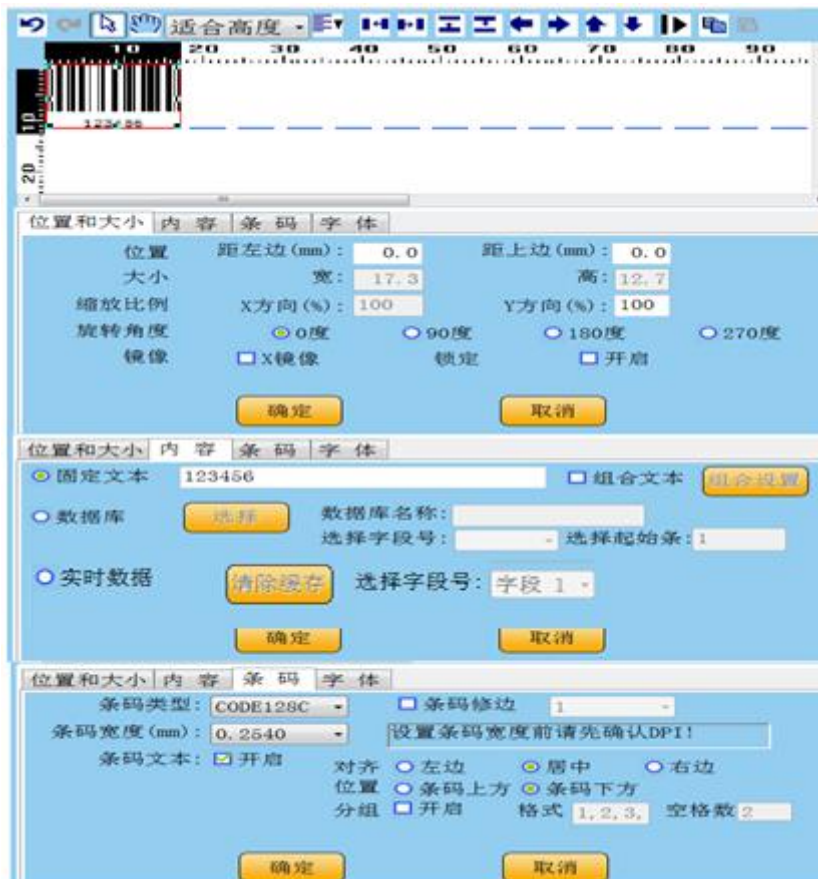 适合高度
10 20 30 40 50 60 70 80 90
123456
10
20
位置和大小 内 容 条 码 字 体
位置 距左边(mm): 0.0 距上边(mm): 0.0
大小 宽: 17.3 高: 12.7
缩放比例 X方向(%): 100 Y方向(%): 100
旋转角度 0度 90度 180度 270度
镜像 X镜像 锁定 开启
确定 取消
位置和大小 内 容 条 码 字 体
固定文本 123456 组合文本 组合设置
数据库 选择 数据库名称:
选择字段号: 选择起始条: 1
实时数据 清除缓存 选择字段号: 字段 1
确定 取消
位置和大小 内 容 条 码 字 体
条码类型: CODE128C 条码修边 1
条码宽度(mm): 0.2540 设置条码宽度前请先确认DPI!
条码文本: 开启 对齐 左边 居中 右边
位置 条码上方 条码下方
分组 开启 格式 1,2,3, 空格数 2
确定 取消